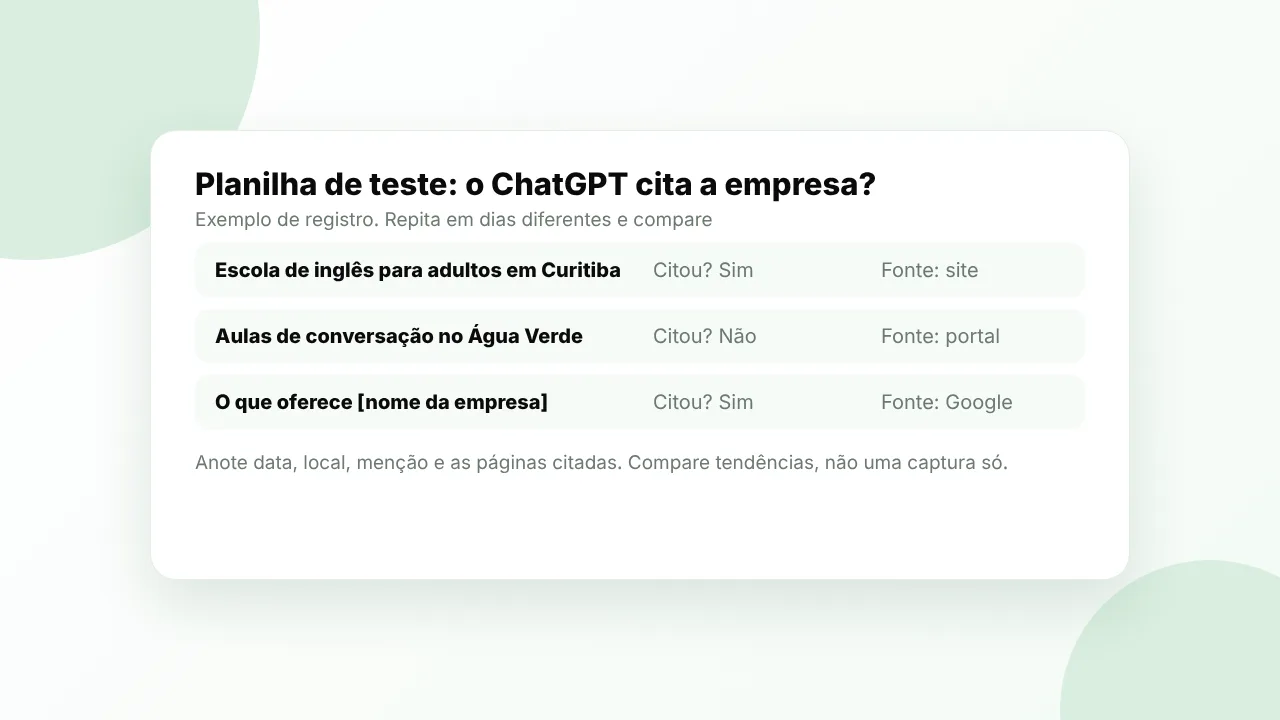 Planilha de teste: o ChatGPT cita a empresa?
Exemplo de registro. Repita em dias diferentes e compare
Escola de inglês para adultos em Curitiba Citou? Sim Fonte: site
Aulas de conversação no Água Verde Citou? Não Fonte: portal
O que oferece [nome da empresa] Citou? Sim Fonte: Google
Anote data, local, menção e as páginas citadas. Compare tendências, não uma captura só.